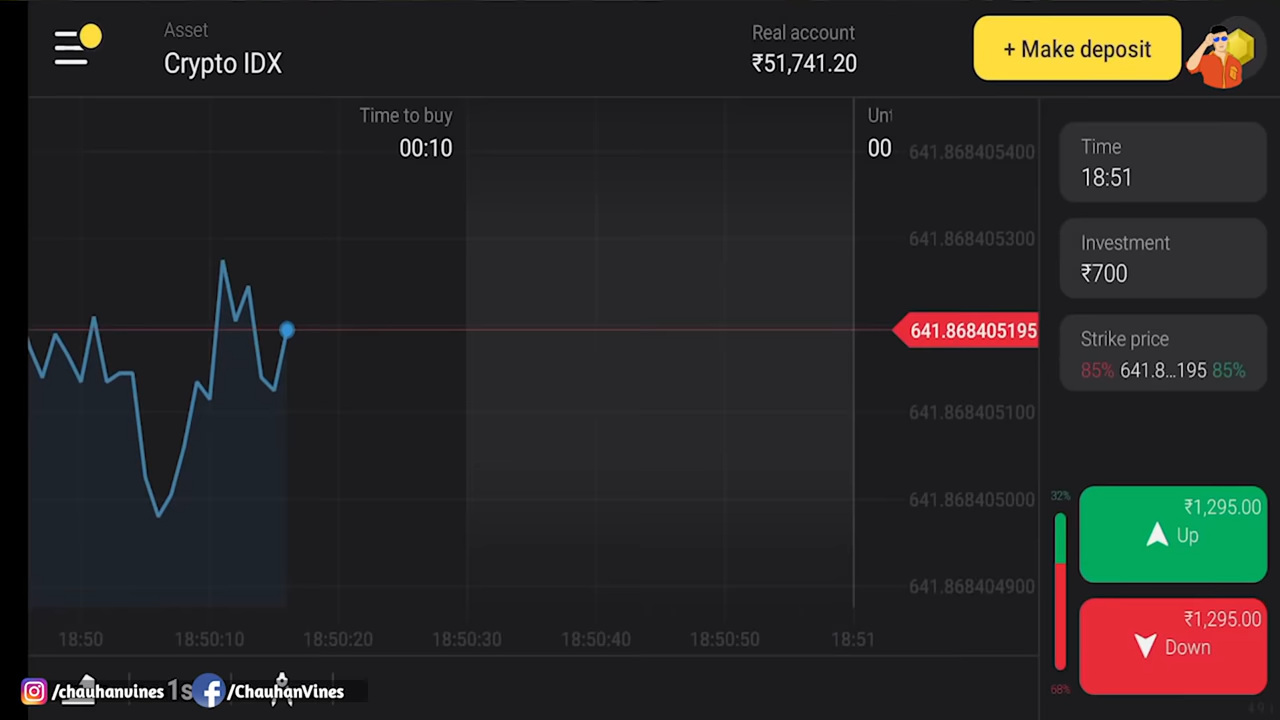 Asset
Crypto IDX
Real account
₹51,741.20
+ Make deposit
Time to buy
00:10
00
641.868405400
641.868405300
641.868405195
641.868405100
641.868405000
641.868404900
18:50
18:50:10
18:50:20
18:50:30
18:50:40
18:50:50
18:51
Time
18:51
Investment
₹700
Strike price
85% 641.8...195 85%
32%
₹1,295.00
Up
₹1,295.00
Down
68%
/chauhanvines
1s
/ChauhanVines